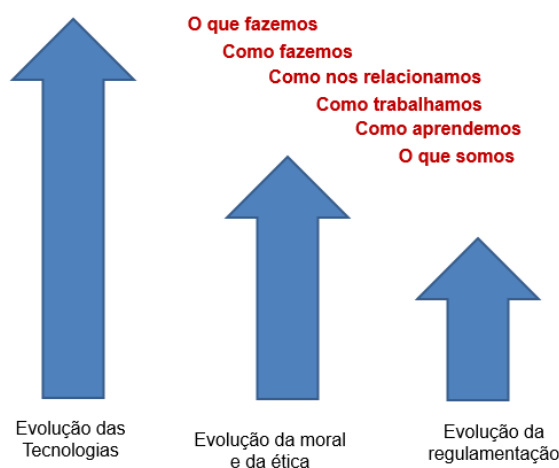 O que fazemos
Como fazemos
Como nos relacionamos
Como trabalhamos
Como aprendemos
O que somos
Evolução das
Tecnologias
Evolução da moral
e da ética
Evolução da
regulamentação